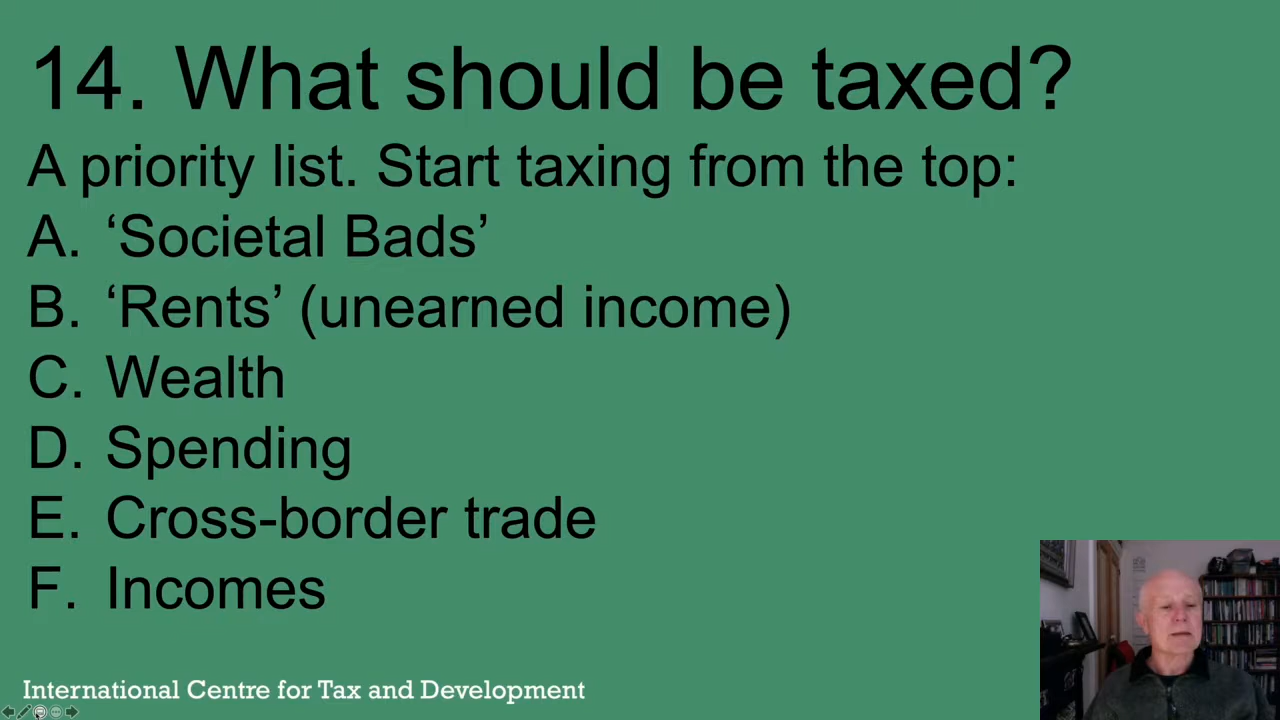 14. What should be taxed?
A priority list. Start taxing from the top:
A. ‘Societal Bads’
B. ‘Rents’ (unearned income)
C. Wealth
D. Spending
E. Cross-border trade
F. Incomes
International Centre for Tax and Development